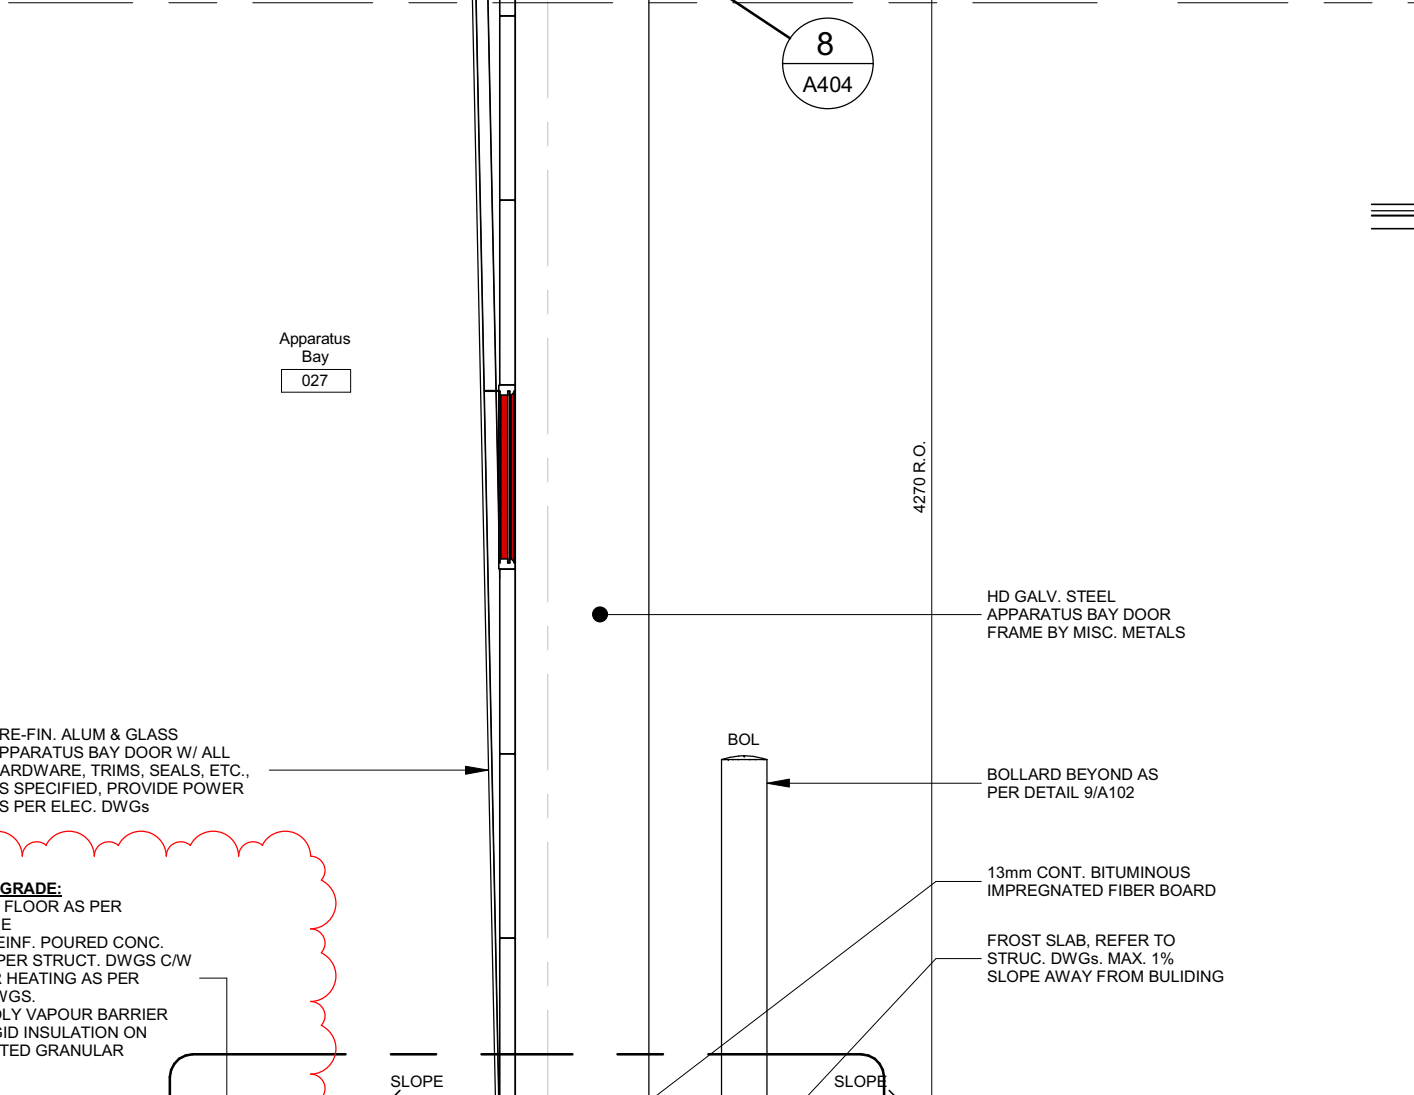 8
A404
Apparatus
Bay
027
4270 R.O.
HD GALV. STEEL
APPARATUS BAY DOOR
FRAME BY MISC. METALS
RE-FIN. ALUM & GLASS
PPARATUS BAY DOOR W/ ALL
ARDWARE, TRIMS, SEALS, ETC.,
S SPECIFIED, PROVIDE POWER
S PER ELEC. DWGs
BOL
BOLLARD BEYOND AS
PER DETAIL 9/A102
13mm CONT. BITUMINOUS
IMPREGNATED FIBER BOARD
GRADE:
FLOOR AS PER
E
EINF. POURED CONC.
PER STRUCT. DWGS C/W
R HEATING AS PER
WGS.
OLY VAPOUR BARRIER
GID INSULATION ON
TED GRANULAR
FROST SLAB, REFER TO
STRUC. DWGs. MAX. 1%
SLOPE AWAY FROM BULIDING
SLOPE
SLOPE